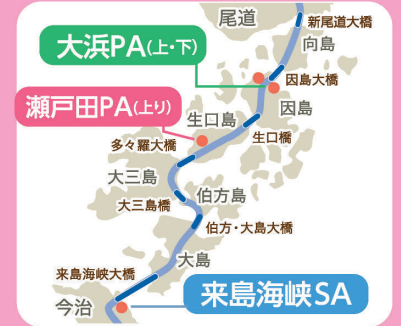 尾道
新尾道大橋
向島
大浜PA(上・下)
因島大橋
因島
瀬戸田PA(上り)
生口島
生口橋
多々羅大橋
大三島
伯方島
大三島橋
伯方・大島大橋
大島
来島海峡大橋
来島海峡SA
今治